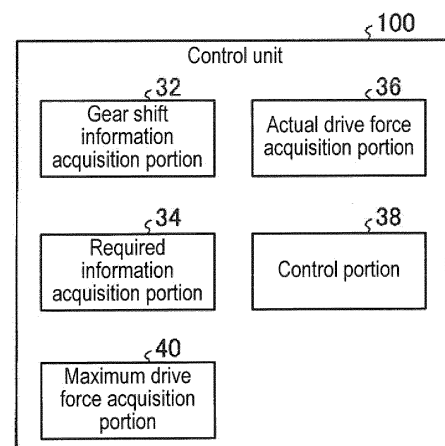 100
Control unit
32
Gear shift
information
acquisition portion
36
Actual drive force
acquisition portion
34
Required
information
acquisition portion
38
Control portion
40
Maximum drive
force acquisition
portion